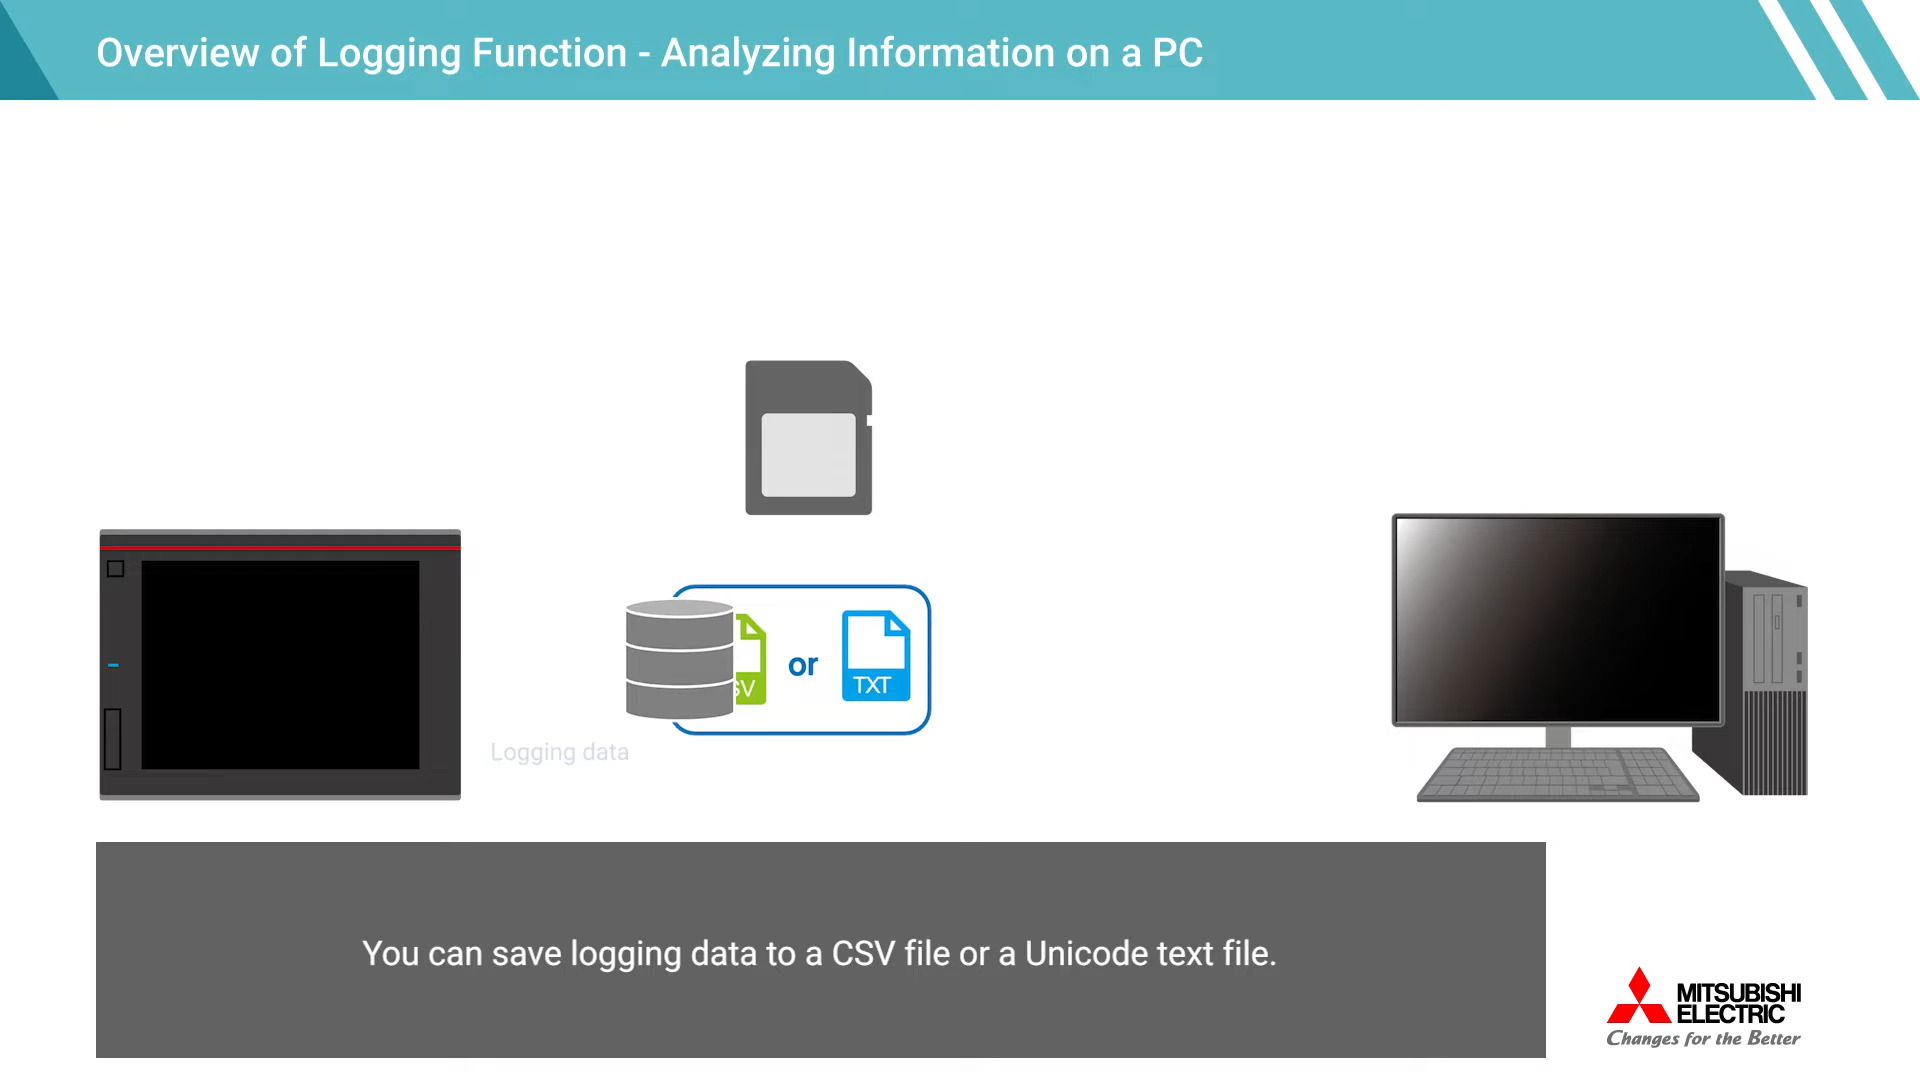 Overview of Logging Function - Analyzing Information on a PC
SV
or
TXT
Logging data
You can save logging data to a CSV file or a Unicode text file.
MITSUBISHI
ELECTRIC
Changes for the Better